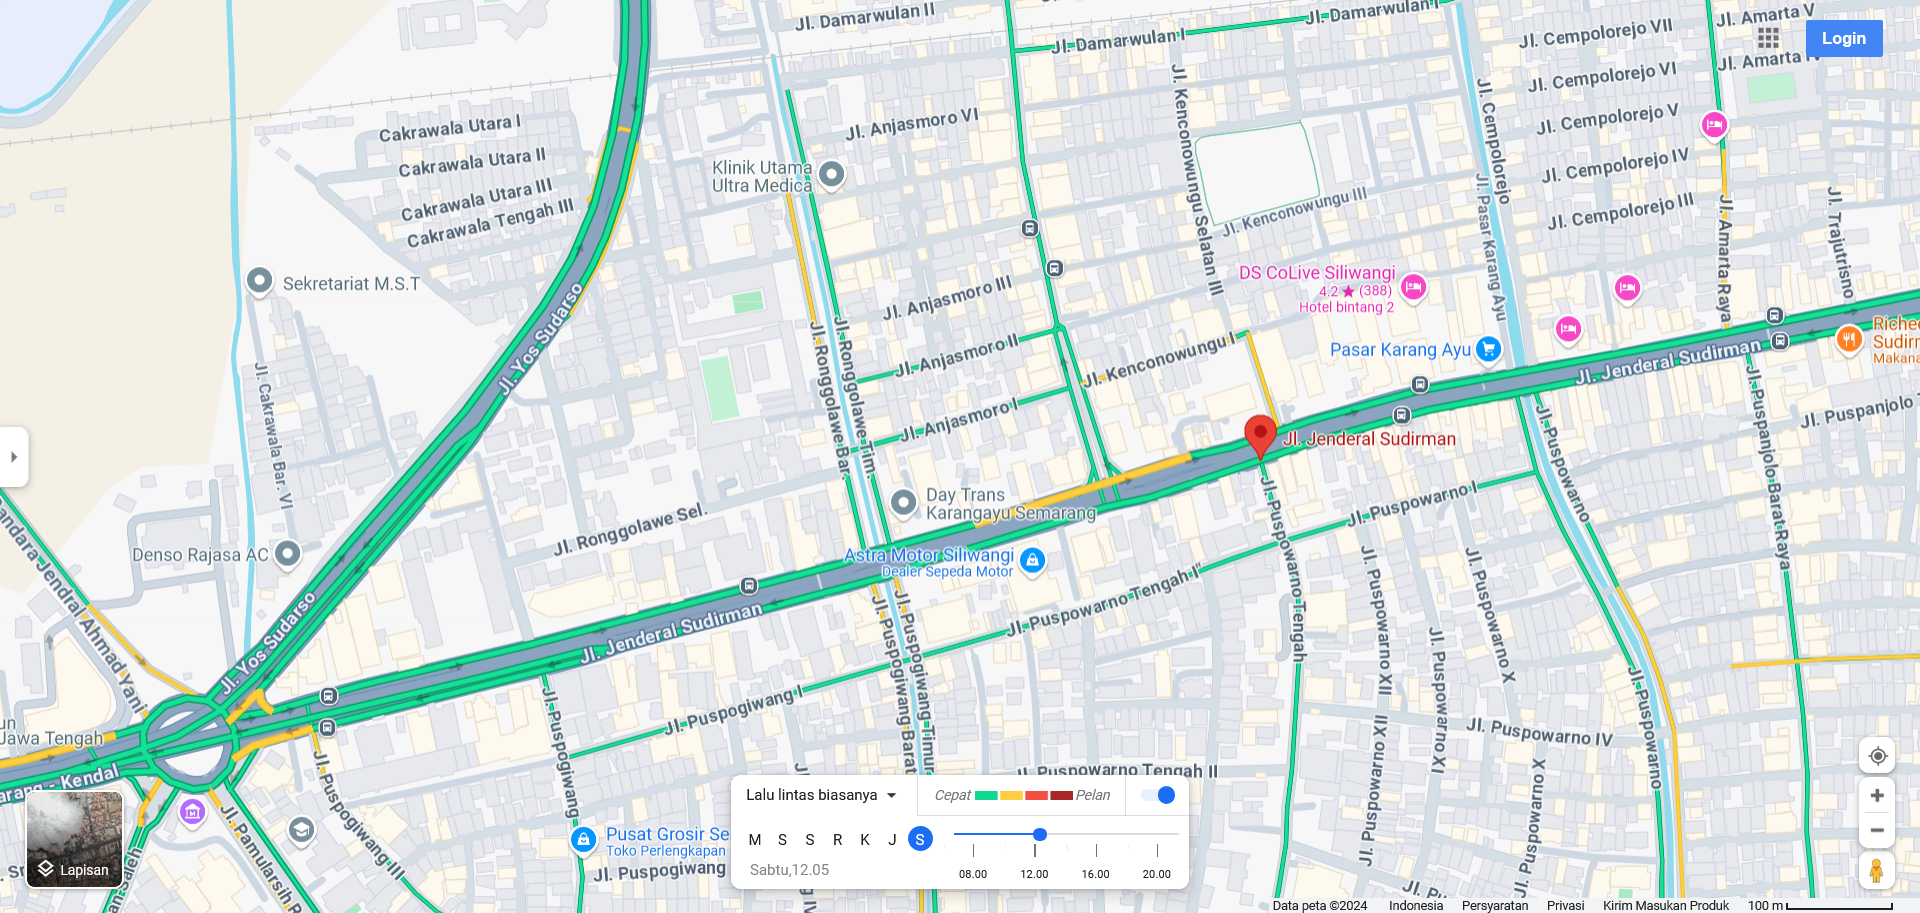 Jl. Damarwulan II
Jl. Damarwulan I
Jl. Damarwulan I
Jl. Amarta V
Jl. Cempolorejo VII
Login
Jl. Amarta IV
Jl. Cempolorejo VI
Jl. Cempolorejo V
Jl. Cempolorejo IV
Jl. Cempolorejo III
Jl. Cempolorejo
Jl. Pasar Karang Ayu
Jl. Amarta Raya
Jl. Trajutrisno
Cakrawala Utara I
Cakrawala Utara II
Cakrawala Utara III
Cakrawala Tengah III
Jl. Anjasmoro VI
Klinik Utama
Ultra Medica
Jl. Kenconowungu Selatan III
Jl. Kenconowungu III
Sekretariat M.S.T
DS CoLive Siliwangi
4.2 ★ (388)
Hotel bintang 2
Jl. Anjasmoro III
Jl. Anjasmoro II
Jl. Anjasmoro I
Jl. Kenconowungu I
Pasar Karang Ayu
Jl. Yos Sudarso
Jl. Ronggolawe Bar.
Jl. Ronggolawe Tim.
Jl. Jenderal Sudirman
Jl. Jenderal Sudirman
Jl. Cakrawala Bar. VI
Jl. Puspanjolo
Jl. Puspanjolo Barat Raya
Day Trans
Karangayu Semarang
Jl. Ronggolawe Sel.
Astra Motor Siliwangi
Dealer Sepeda Motor
Denso Rajasa AC
Jendral Ahmad Yani
Jl. Yos Sudarso
Jl. Jenderal Sudirman
Jl. Puspowarno Tengah I
Jl. Puspowarno I
Jl. Puspowarno Tengah
Jl. Puspowarno
Jl. Puspowarno XII
Jl. Puspowarno XI
Jl. Puspowarno X
Jl. Puspogiwang Barat
Jl. Puspogiwang Timur
Jl. Puspogiwang I
Jl. Puspogiwang
Jl. Puspowarno IV
Jl. Puspowarno
Jawa Tengah
Kendal
Jl. Puspogiwang III
Jl. Puspowarno Tengah II
Jl. Puspowarno XII
Jl. Puspowarno X
Pusat Grosir Se
Toko Perlengkapan
Jl. Puspogiwang
Lapisan
Lalu lintas biasanya
Cepat
Pelan
M S S R K J S
Sabtu,12.05
08.00 12.00 16.00 20.00
Data peta ©2024 Indonesia Persyaratan Privasi Kirim Masukan Produk 100 m